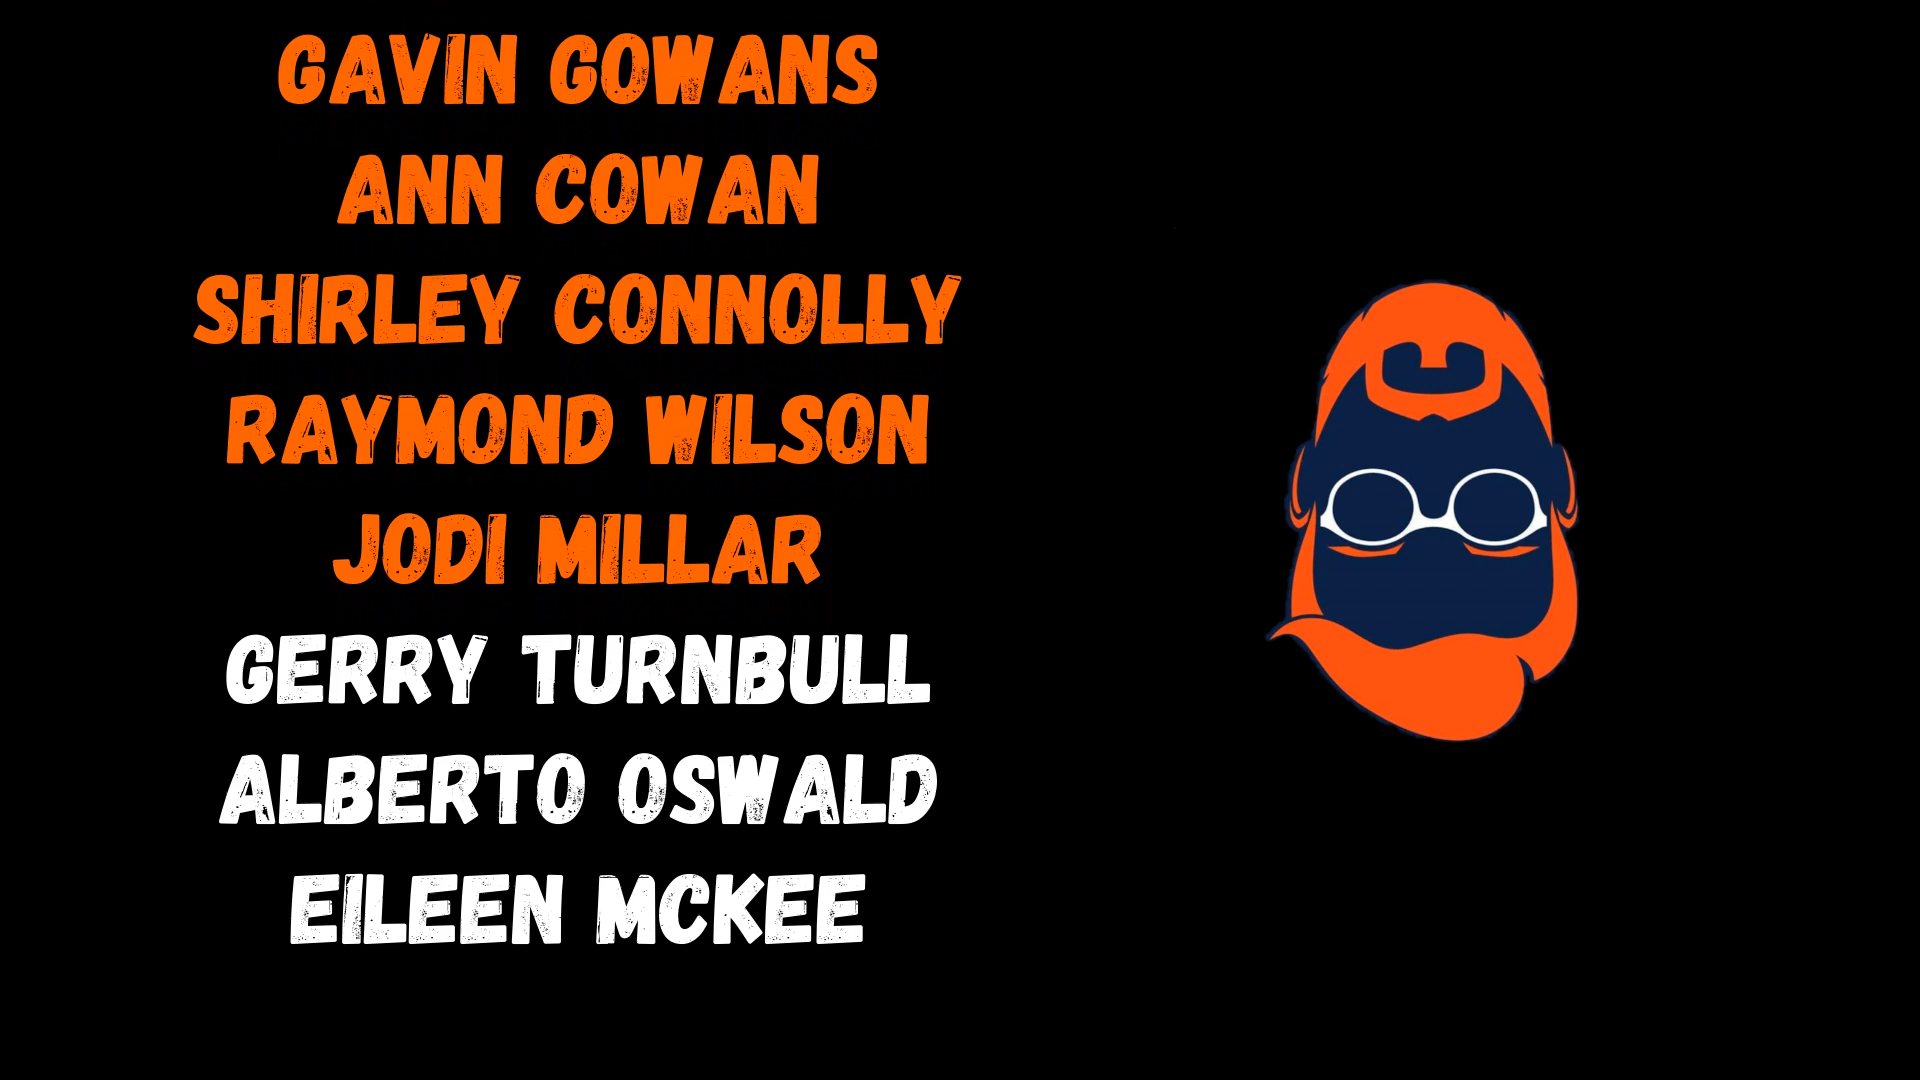 GAVIN GOWANS
ANN COWAN
SHIRLEY CONNOLLY
RAYMOND WILSON
JODI MILLAR
GERRY TURNBULL
ALBERTO OSWALD
EILEEN MCKEE